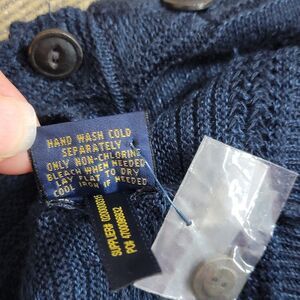 HAND WASH COLD
SEPARATELY
ONLY NON-CHLORINE
BLEACH WHEN NEEDED
LAY FLAT TO DRY
COOL IRON IF NEEDED
SUPPLIER#
PO#